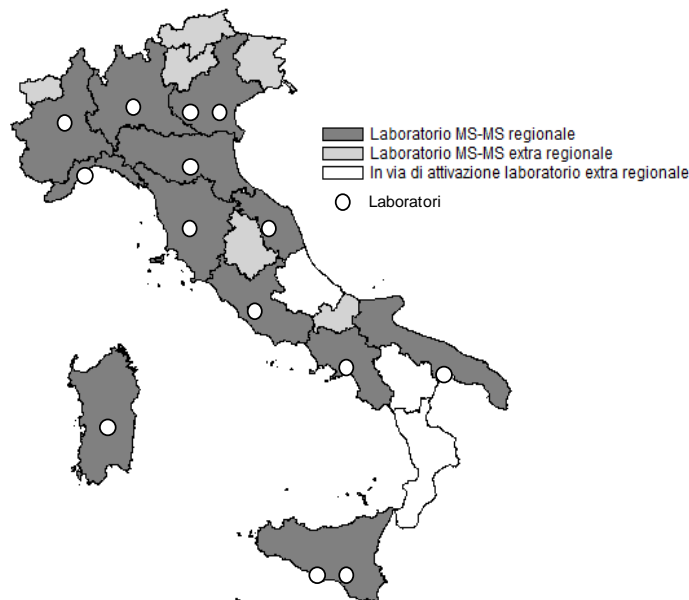 Laboratorio MS-MS regionale
Laboratorio MS-MS extra regionale
In via di attivazione laboratorio extra regionale
Laboratori